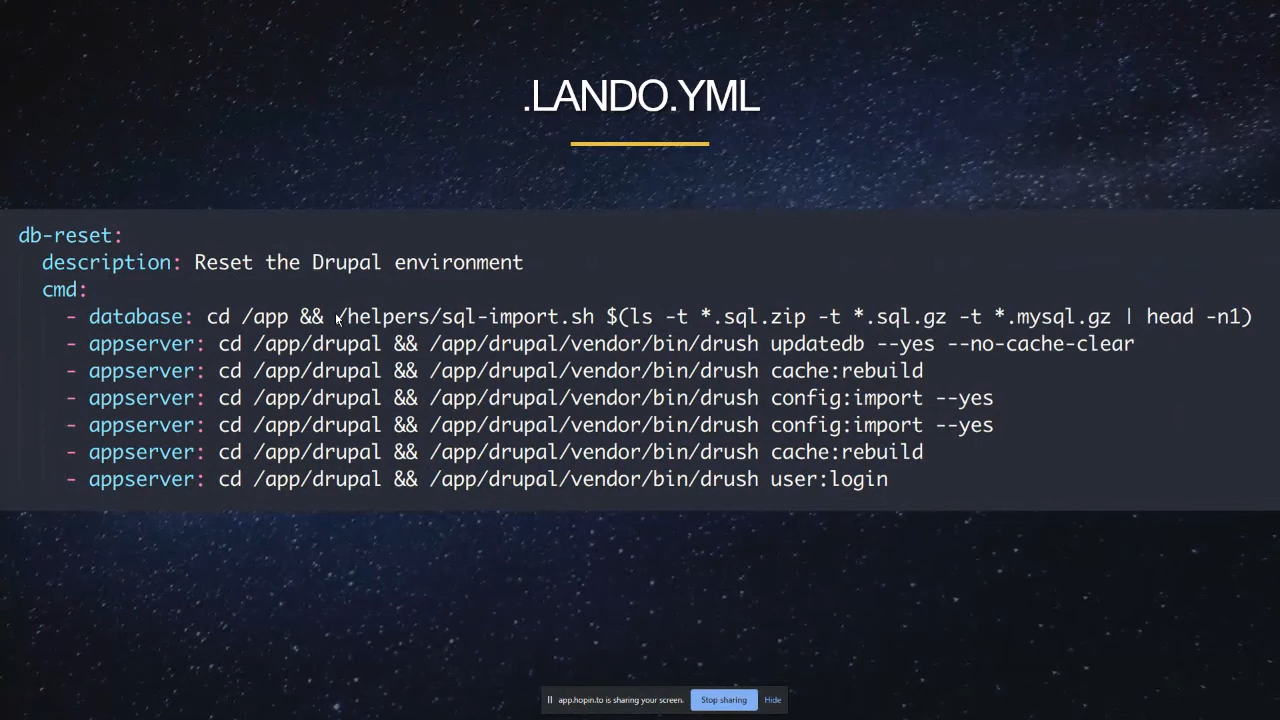 .LANDO.YML
db-reset:
description: Reset the Drupal environment
cmd:
- database: cd /app && /helpers/sql-import.sh $(ls -t *.sql.zip -t *.sql.gz -t *.mysql.gz | head -n1)
- appserver: cd /app/drupal && /app/drupal/vendor/bin/drush updatedb --yes --no-cache-clear
- appserver: cd /app/drupal && /app/drupal/vendor/bin/drush cache:rebuild
- appserver: cd /app/drupal && /app/drupal/vendor/bin/drush config:import --yes
- appserver: cd /app/drupal && /app/drupal/vendor/bin/drush config:import --yes
- appserver: cd /app/drupal && /app/drupal/vendor/bin/drush cache:rebuild
- appserver: cd /app/drupal && /app/drupal/vendor/bin/drush user:login
app.hopin.to is sharing your screen. Stop sharing Hide